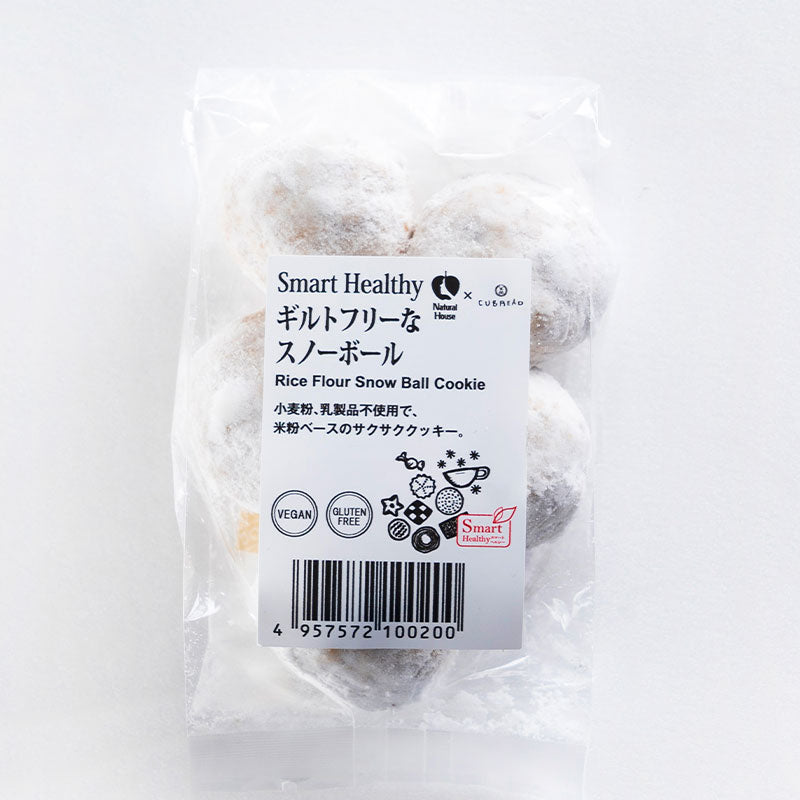 Smart Healthy
Natural House
×
CUBREAD
ギルトフリーな
スノーボール
Rice Flour Snow Ball Cookie
小麦粉、乳製品不使用で、
米粉ベースのサクサククッキー。
VEGAN
GLUTEN
FREE
Smart
Healthy
4 957572 100200